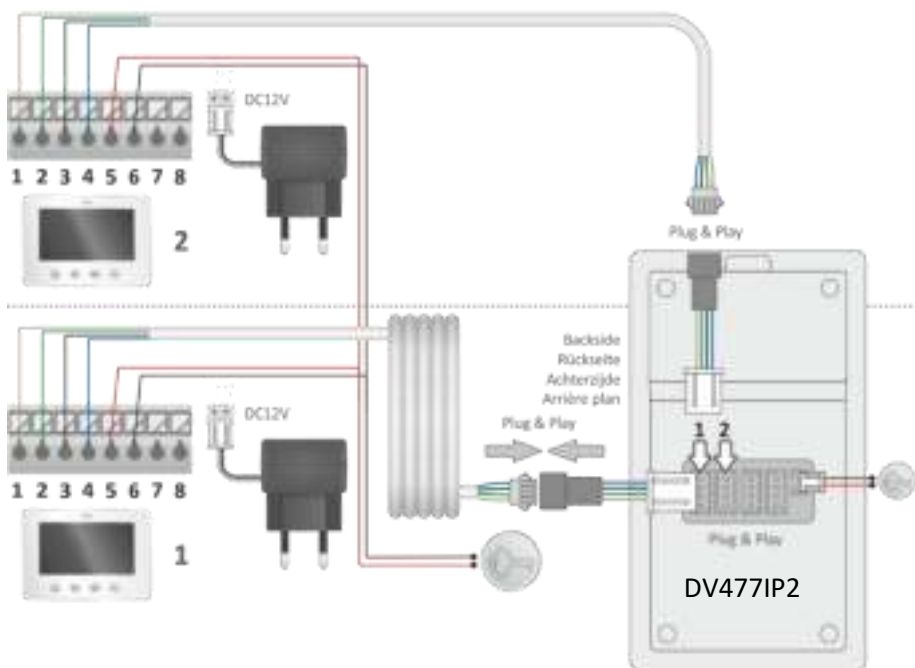 DC12V
1 2 3 4 5 6 7 8
2
Plug & Play
Backside
Rückseite
Achterzijde
Arrière plan
Plug & Play
DC12V
1 2 3 4 5 6 7 8
1
1 2
Plug & Play
DV477IP2